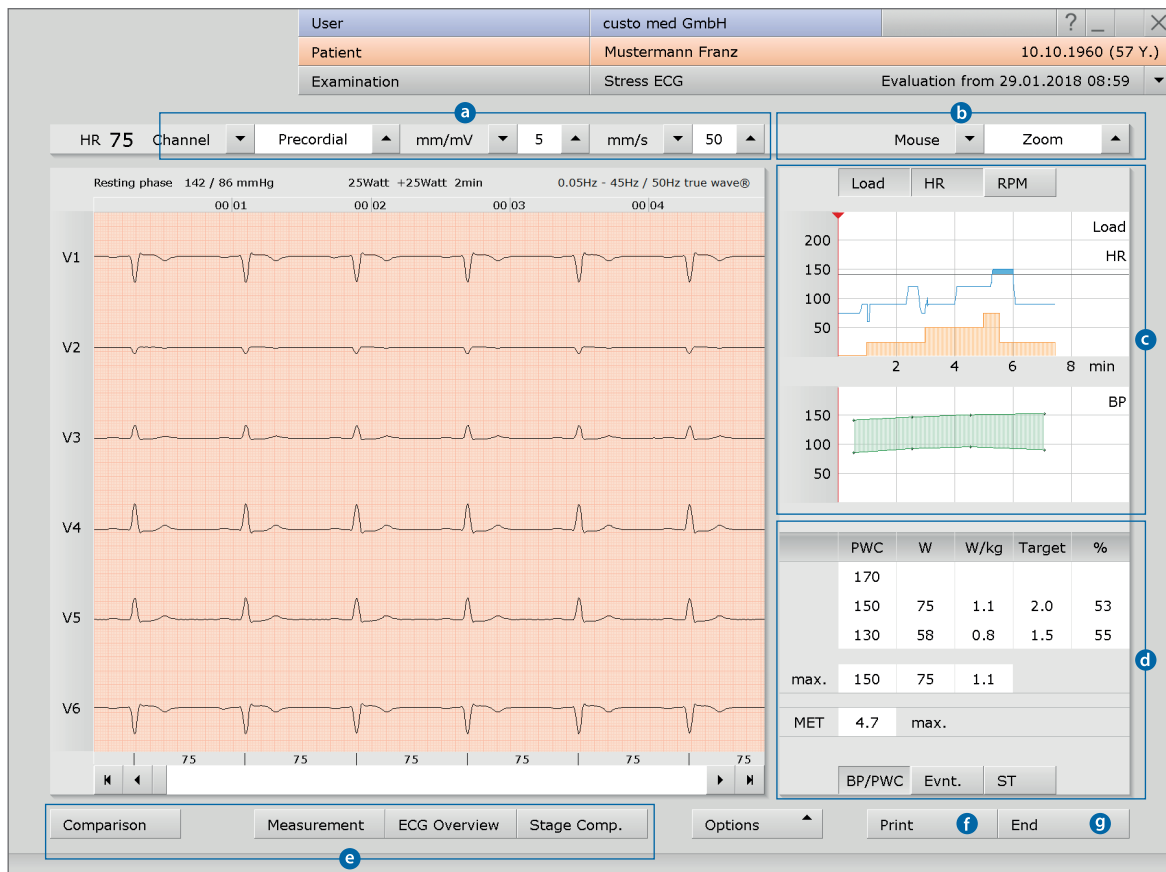 User custo med GmbH ? _ X
Patient Mustermann Franz 10.10.1960 (57 Y.)
Examination Stress ECG Evaluation from 29.01.2018 08:59
a
b
HR 75 Channel Precordial mm/mV 5 mm/s 50
Mouse Zoom
Resting phase 142 / 86 mmHg 25Watt +25Watt 2min 0.05Hz - 45Hz / 50Hz true wave®
00 01 00 02 00 03 00 04
V1
V2
V3
V4
V5
V6
75 75 75 75 75 75
Load HR RPM
Load
HR
200
150
100
50
2 4 6 8 min
c
BP
150
100
50
PWC W W/kg Target %
170
150 75 1.1 2.0 53
130 58 0.8 1.5 55
max. 150 75 1.1
MET 4.7 max.
d
BP/PWC Evnt. ST
Comparison Measurement ECG Overview Stage Comp. Options Print f End g
e